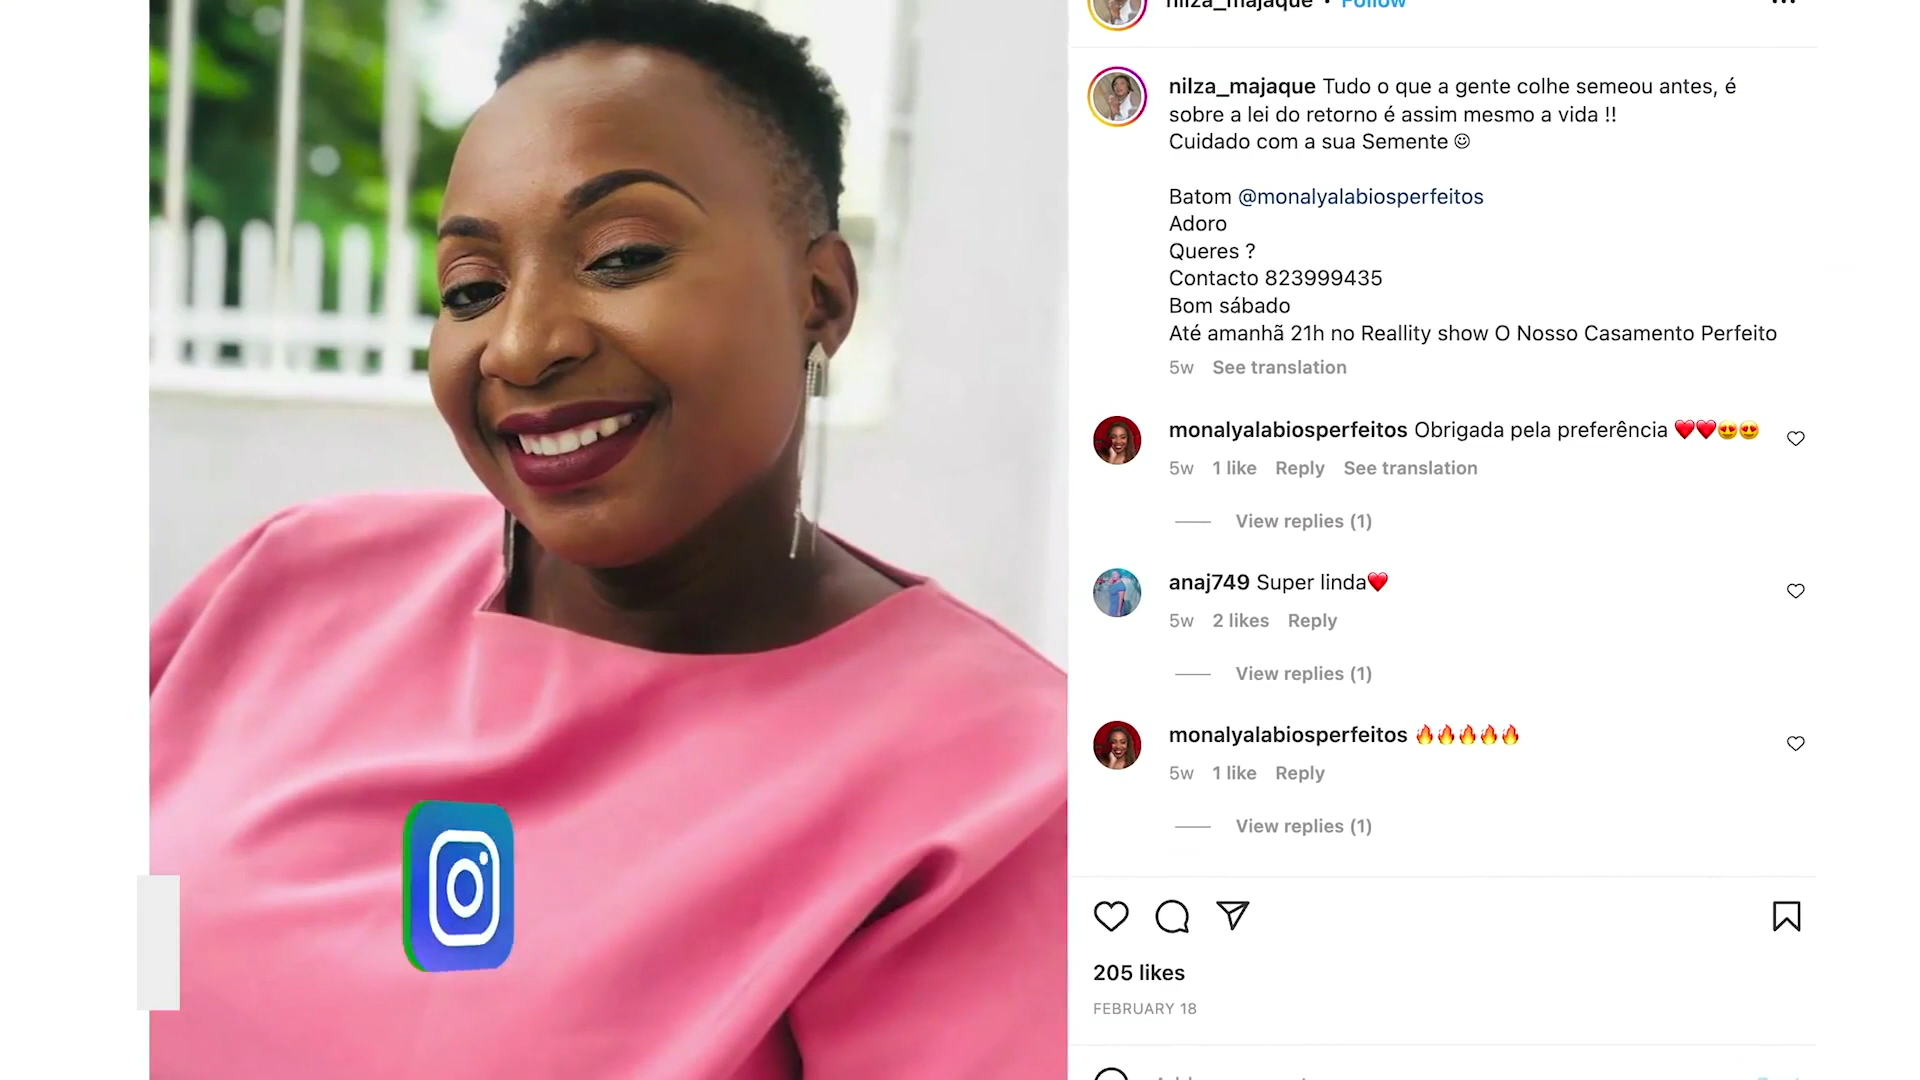 nilza_majaque • Follow
nilza_majaque Tudo o que a gente colhe semeou antes, é
sobre a lei do retorno é assim mesmo a vida !!
Cuidado com a sua Semente ☺
Batom @monalyalabiosperfeitos
Adoro
Queres ?
Contacto 823999435
Bom sábado
Até amanhã 21h no Reallity show O Nosso Casamento Perfeito
5w See translation
monalyalabiosperfeitos Obrigada pela preferência ❤️❤️😍😍
5w 1 like Reply See translation
View replies (1)
anaj749 Super linda❤️
5w 2 likes Reply
View replies (1)
monalyalabiosperfeitos 🔥🔥🔥🔥🔥
5w 1 like Reply
View replies (1)
205 likes
FEBRUARY 18